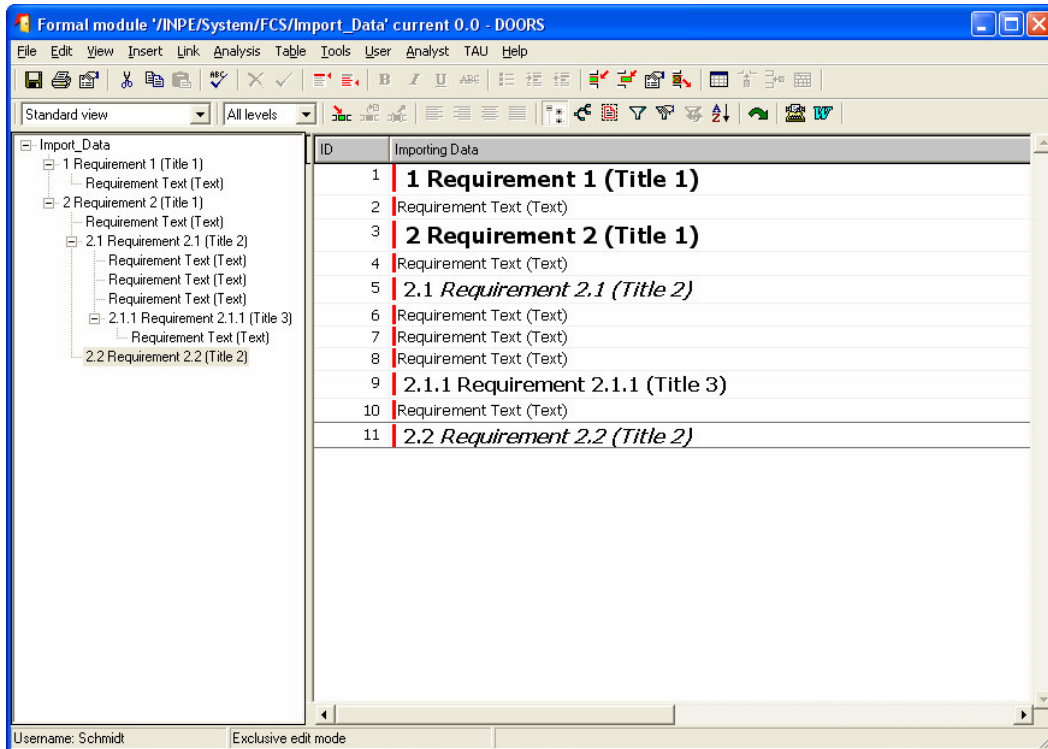 Formal module '/INPE/System/FCS/Import_Data' current 0.0 - DOORS
File Edit View Insert Link Analysis Table Tools User Analyst TAU Help
ABC B I U ABC
Standard view All levels
Import_Data
1 Requirement 1 (Title 1)
Requirement Text (Text)
2 Requirement 2 (Title 1)
Requirement Text (Text)
2.1 Requirement 2.1 (Title 2)
Requirement Text (Text)
Requirement Text (Text)
Requirement Text (Text)
2.1.1 Requirement 2.1.1 (Title 3)
Requirement Text (Text)
2.2 Requirement 2.2 (Title 2)
ID Importing Data
1 1 Requirement 1 (Title 1)
2 Requirement Text (Text)
3 2 Requirement 2 (Title 1)
4 Requirement Text (Text)
5 2.1 Requirement 2.1 (Title 2)
6 Requirement Text (Text)
7 Requirement Text (Text)
8 Requirement Text (Text)
9 2.1.1 Requirement 2.1.1 (Title 3)
10 Requirement Text (Text)
11 2.2 Requirement 2.2 (Title 2)
Username: Schmidt Exclusive edit mode